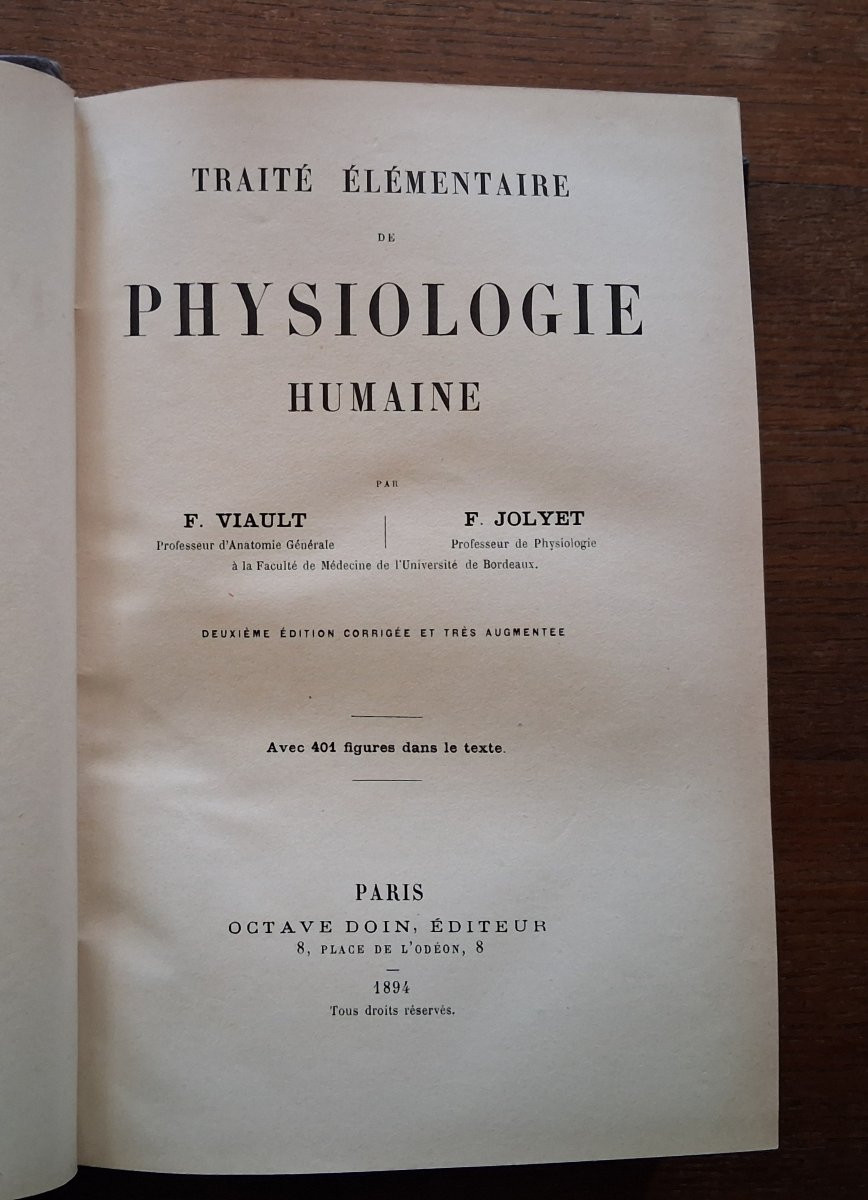 TRAITÉ ÉLÉMENTAIRE
DE
PHYSIOLOGIE
HUMAINE
PAR
F. VIAULT
Professeur d'Anatomie Générale
F. JOLYET
Professeur de Physiologie
à la Faculté de Médecine de l'Université de Bordeaux.
DEUXIÈME ÉDITION CORRIGÉE ET TRÈS AUGMENTEE
Avec 401 figures dans le texte.
PARIS
OCTAVE DOIN, ÉDITEUR
8, PLACE DE L'ODÉON, 8
1894
Tous droits réservés.